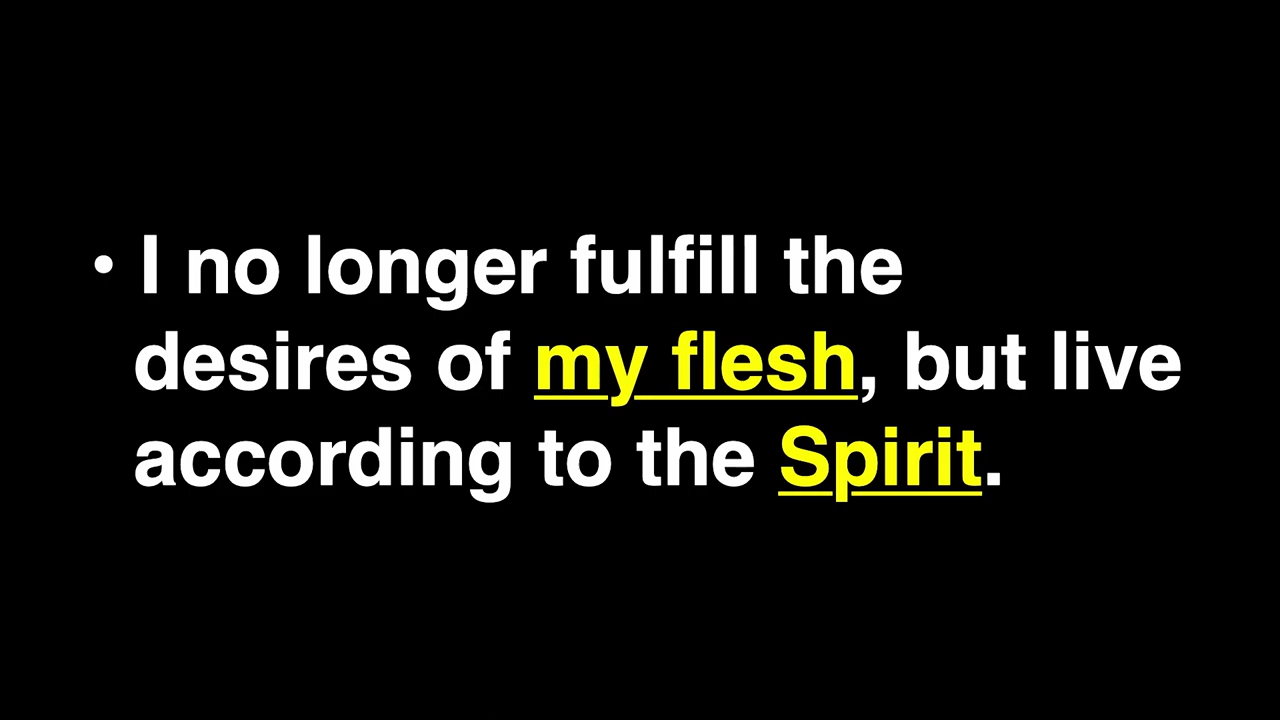 • I no longer fulfill the
desires of my flesh, but live
according to the Spirit.